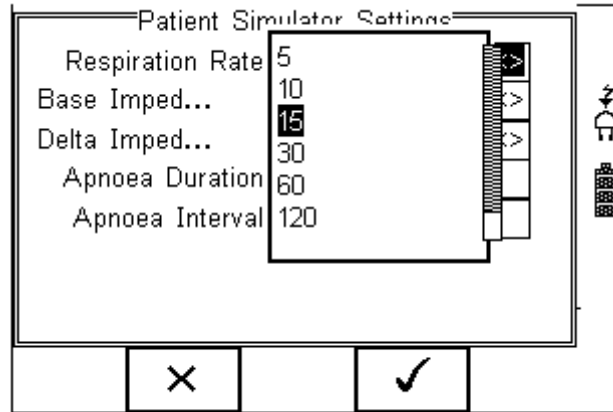 Patient Simulator Settings
Respiration Rate
5
<>
10
Base Imped...
<>
15
Delta Imped...
<>
30
Apnoea Duration
60
Apnoea Interval
120